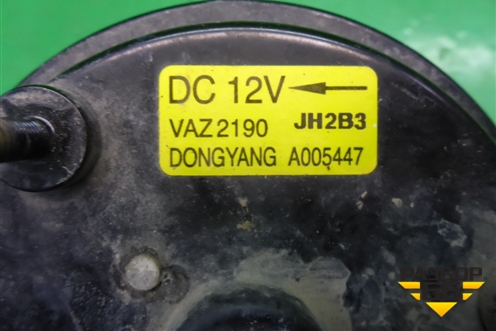 DC 12V
VAZ 2190 JH2B3
DONGYANG A005447